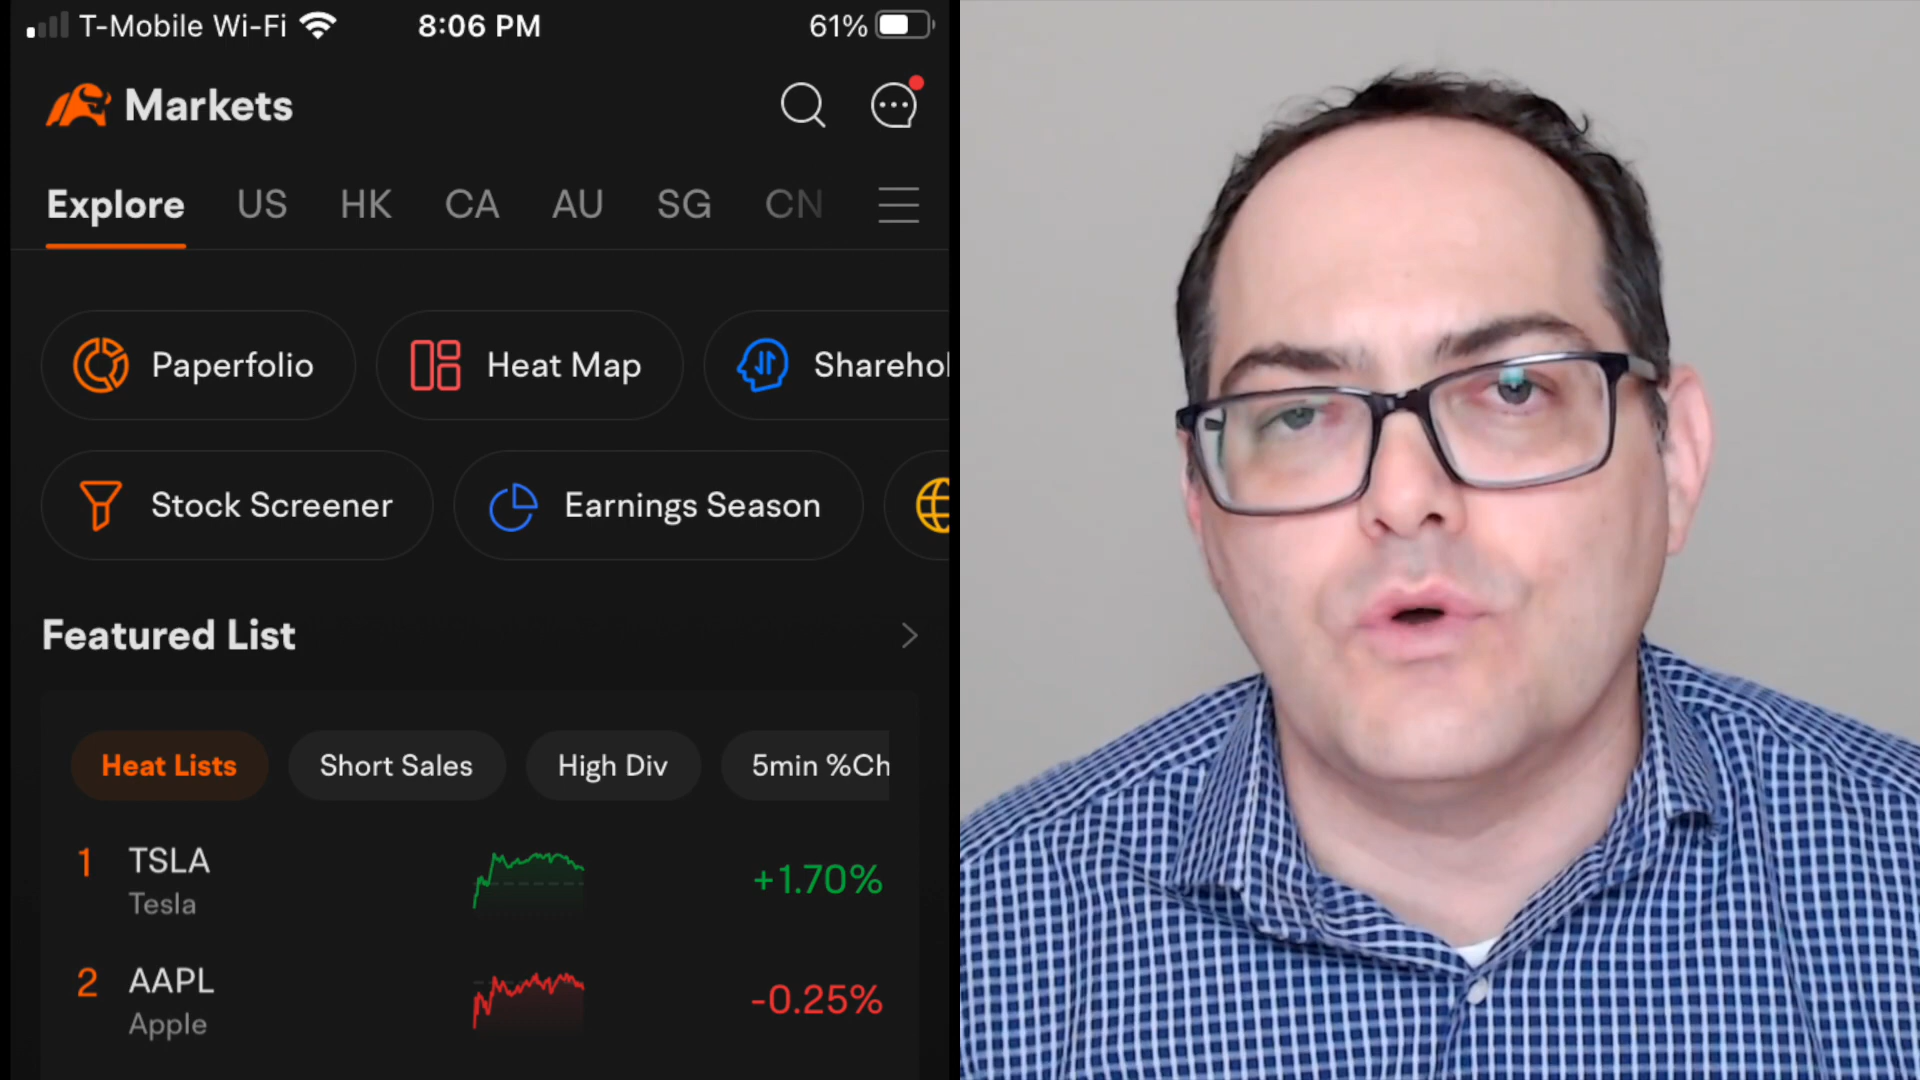 T-Mobile Wi-Fi 8:06 PM 61%
Markets
Explore US HK CA AU SG CN
Paperfolio Heat Map Sharehol
Stock Screener Earnings Season
Featured List
Heat Lists Short Sales High Div 5min %Ch
1 TSLA +1.70%
Tesla
2 AAPL -0.25%
Apple